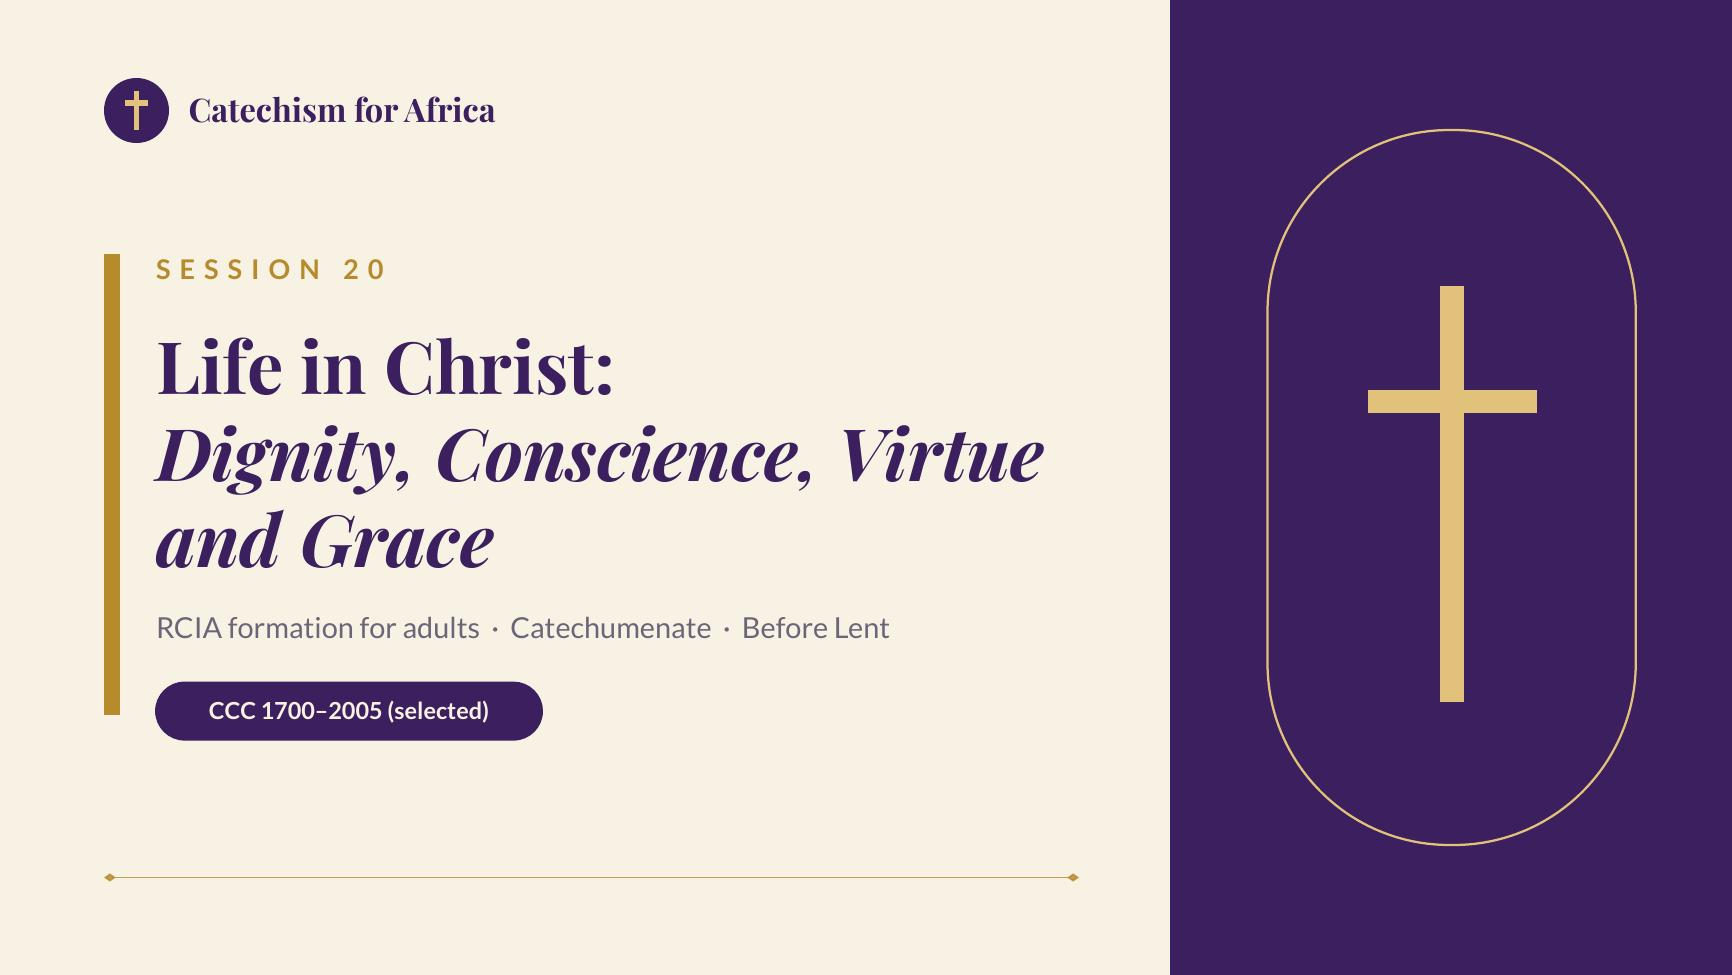 Catechism for Africa
SESSION 20
Life in Christ:
Dignity, Conscience, Virtue
and Grace
RCIA formation for adults · Catechumenate · Before Lent
CCC 1700–2005 (selected)